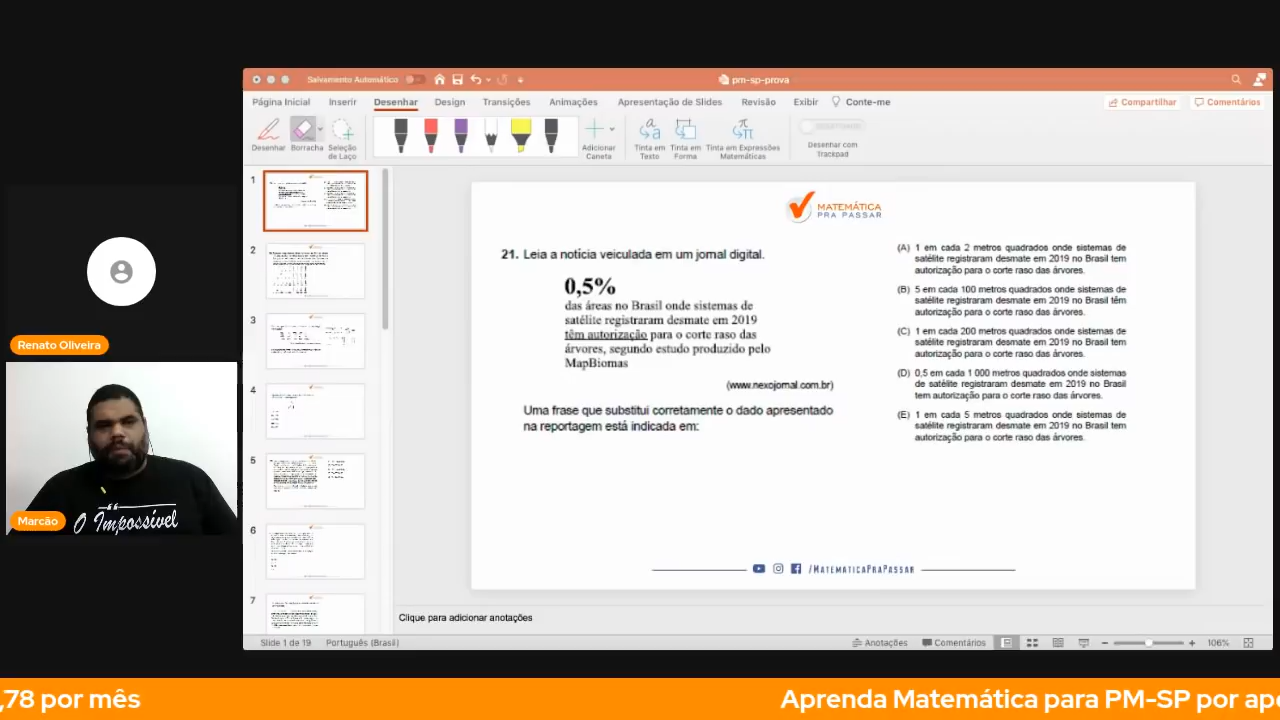 Salvamento Automático
pm-sp-prova
Página Inicial Inserir Desenhar Design Transições Animações Apresentação de Slides Revisão Exibir Conte-me
Compartilhar Comentários
Desenhar
Borracha
Seleção
de Laço
Adicionar
Caneta
Tinta em
Texto
Tinta em
Forma
Tinta em Expressões
Matemáticas
Desenhar com
Trackpad
1
2
3
4
5
6
7
MATEMÁTICA
PRA PASSAR
21. Leia a notícia veiculada em um jornal digital.
0,5%
das áreas no Brasil onde sistemas de
satélite registraram desmate em 2019
têm autorização para o corte raso das
árvores, segundo estudo produzido pelo
MapBiomas
(www.nexojornal.com.br)
Uma frase que substitui corretamente o dado apresentado
na reportagem está indicada em:
(A) 1 em cada 2 metros quadrados onde sistemas de
satélite registraram desmate em 2019 no Brasil tem
autorização para o corte raso das árvores.
(B) 5 em cada 100 metros quadrados onde sistemas de
satélite registraram desmate em 2019 no Brasil têm
autorização para o corte raso das árvores.
(C) 1 em cada 200 metros quadrados onde sistemas de
satélite registraram desmate em 2019 no Brasil tem
autorização para o corte raso das árvores.
(D) 0,5 em cada 1 000 metros quadrados onde sistemas
de satélite registraram desmate em 2019 no Brasil
tem autorização para o corte raso das árvores.
(E) 1 em cada 5 metros quadrados onde sistemas de
satélite registraram desmate em 2019 no Brasil tem
autorização para o corte raso das árvores.
/MATEMATICAPRAPASSAR
Clique para adicionar anotações
Slide 1 de 19 Português (Brasil)
Anotações Comentários 106%
Renato Oliveira
Marcão
O Impossível
,78 por mês
Aprenda Matemática para PM-SP por ape